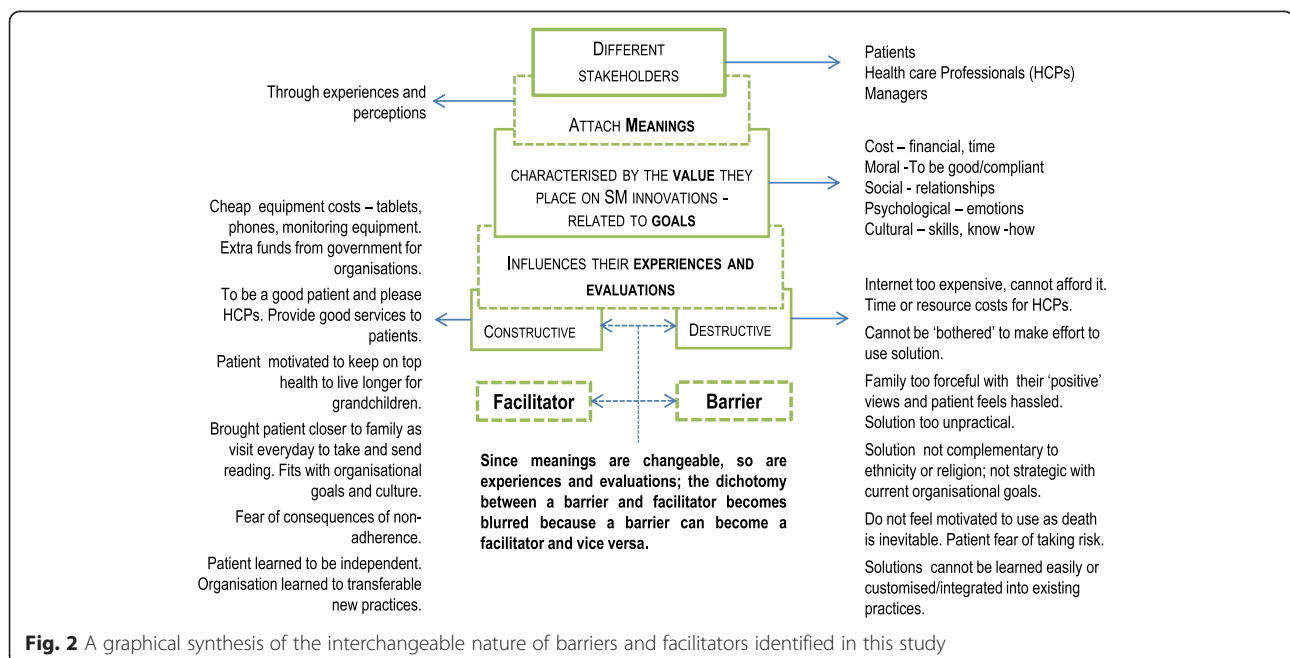 DIFFERENT
STAKEHOLDERS
Patients
Health care Professionals (HCPs)
Managers
Through experiences and
perceptions
ATTACH MEANINGS
CHARACTERISED BY THE VALUE THEY
PLACE ON SM INNOVATIONS -
RELATED TO GOALS
Cost – financial, time
Moral -To be good/compliant
Social - relationships
Psychological – emotions
Cultural – skills, know -how
INFLUENCES THEIR EXPERIENCES AND
EVALUATIONS
CONSTRUCTIVE
DESTRUCTIVE
Cheap equipment costs – tablets,
phones, monitoring equipment.
Extra funds from government for
organisations.
To be a good patient and please
HCPs. Provide good services to
patients.
Patient motivated to keep on top
health to live longer for
grandchildren.
Brought patient closer to family as
visit everyday to take and send
reading. Fits with organisational
goals and culture.
Fear of consequences of non-
adherence.
Patient learned to be independent.
Organisation learned to transferable
new practices.
Internet too expensive, cannot afford it.
Time or resource costs for HCPs.
Cannot be ‘bothered’ to make effort to
use solution.
Family too forceful with their ‘positive’
views and patient feels hassled.
Solution too unpractical.
Solution not complementary to
ethnicity or religion; not strategic with
current organisational goals.
Do not feel motivated to use as death
is inevitable. Patient fear of taking risk.
Solutions cannot be learned easily or
customised/integrated into existing
practices.
Facilitator
Barrier
Since meanings are changeable, so are
experiences and evaluations; the dichotomy
between a barrier and facilitator becomes
blurred because a barrier can become a
facilitator and vice versa.
Fig. 2 A graphical synthesis of the interchangeable nature of barriers and facilitators identified in this study